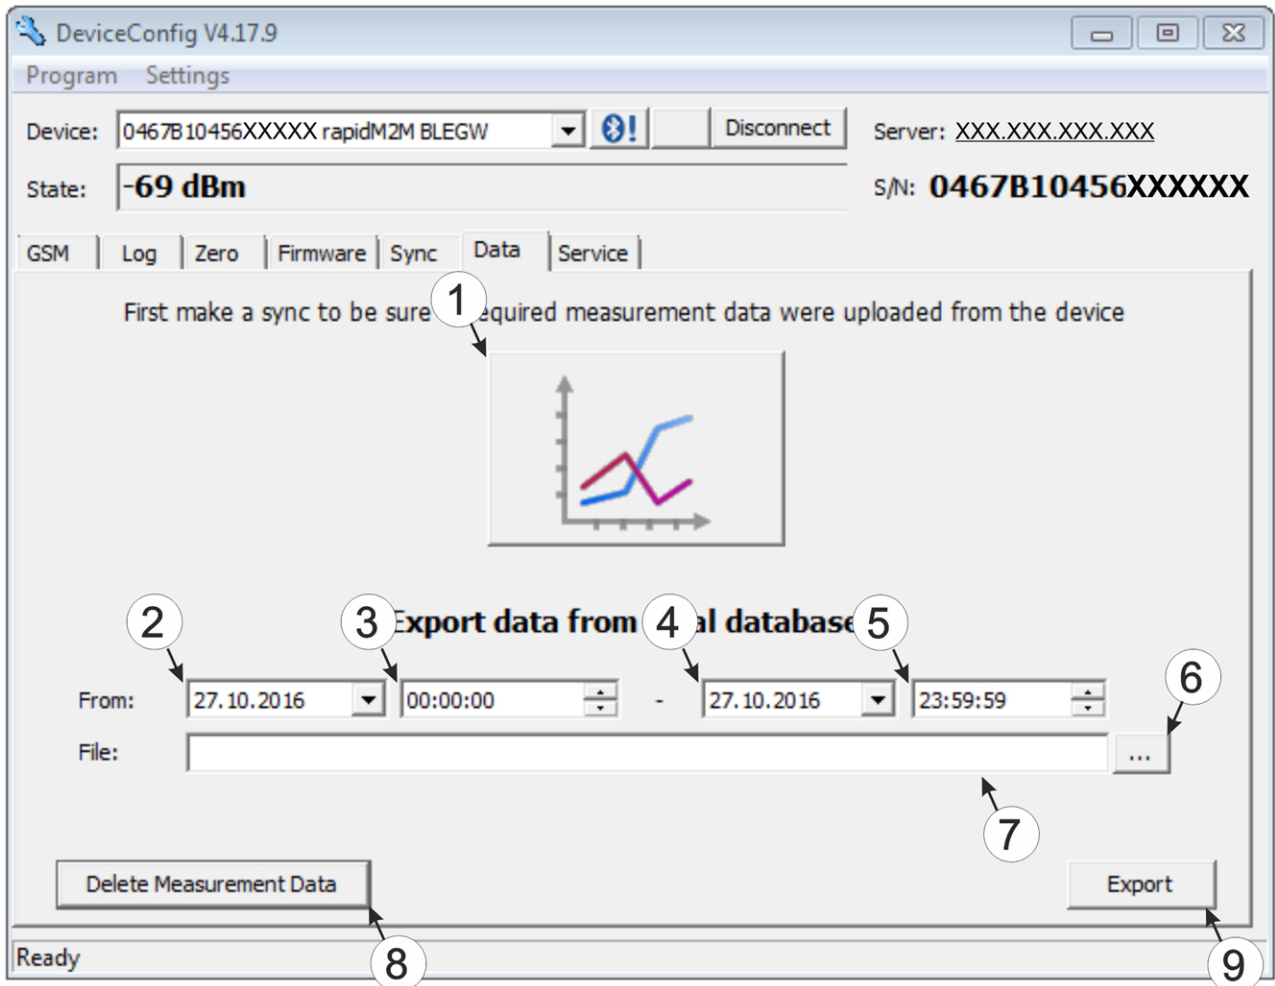 DeviceConfig V4.17.9
Program Settings
Device: 0467B10456XXXXX rapidM2M BLEGW Disconnect Server: XXX.XXX.XXX.XXX
State: -69 dBm S/N: 0467B10456XXXXXX
GSM Log Zero Firmware Sync Data Service
1
First make a sync to be sure equired measurement data were uploaded from the device
2 3 Export data from 4 al database 5
6
From: 27.10.2016 00:00:00 - 27.10.2016 23:59:59
File: ...
7
Delete Measurement Data Export
Ready 8 9